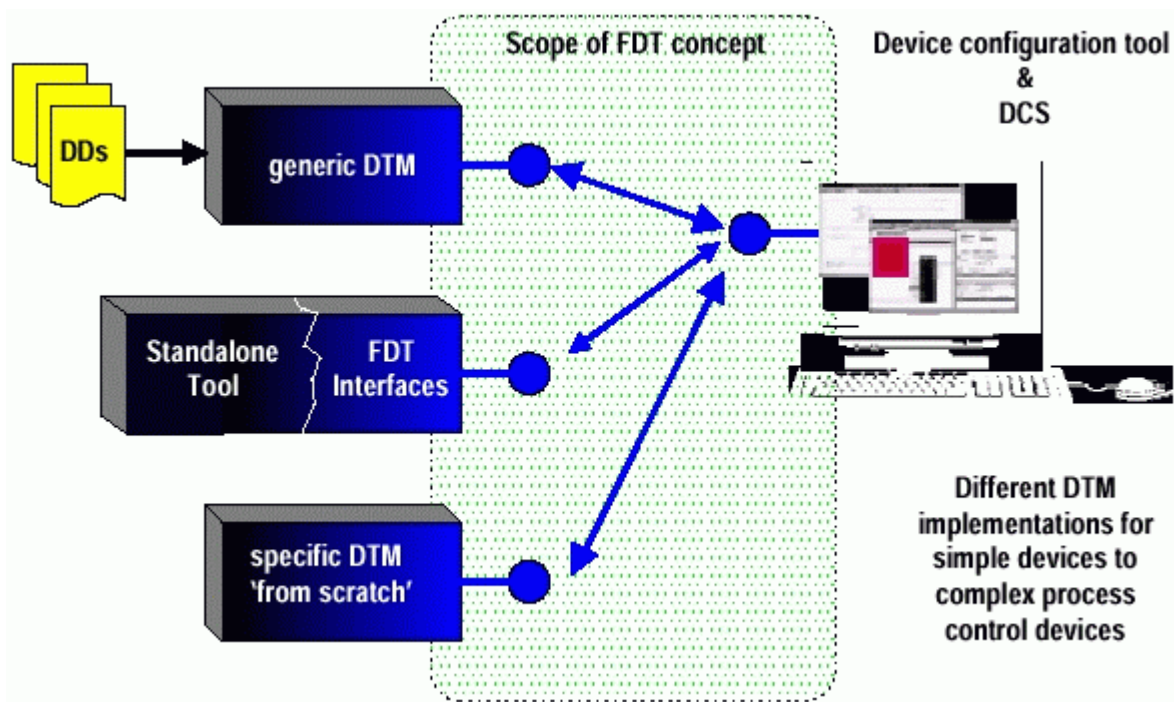 Scope of FDT concept
Device configuration tool
&
DCS
DDs
generic DTM
Standalone
Tool
FDT
Interfaces
specific DTM
‘from scratch’
Different DTM
implementations for
simple devices to
complex process
control devices